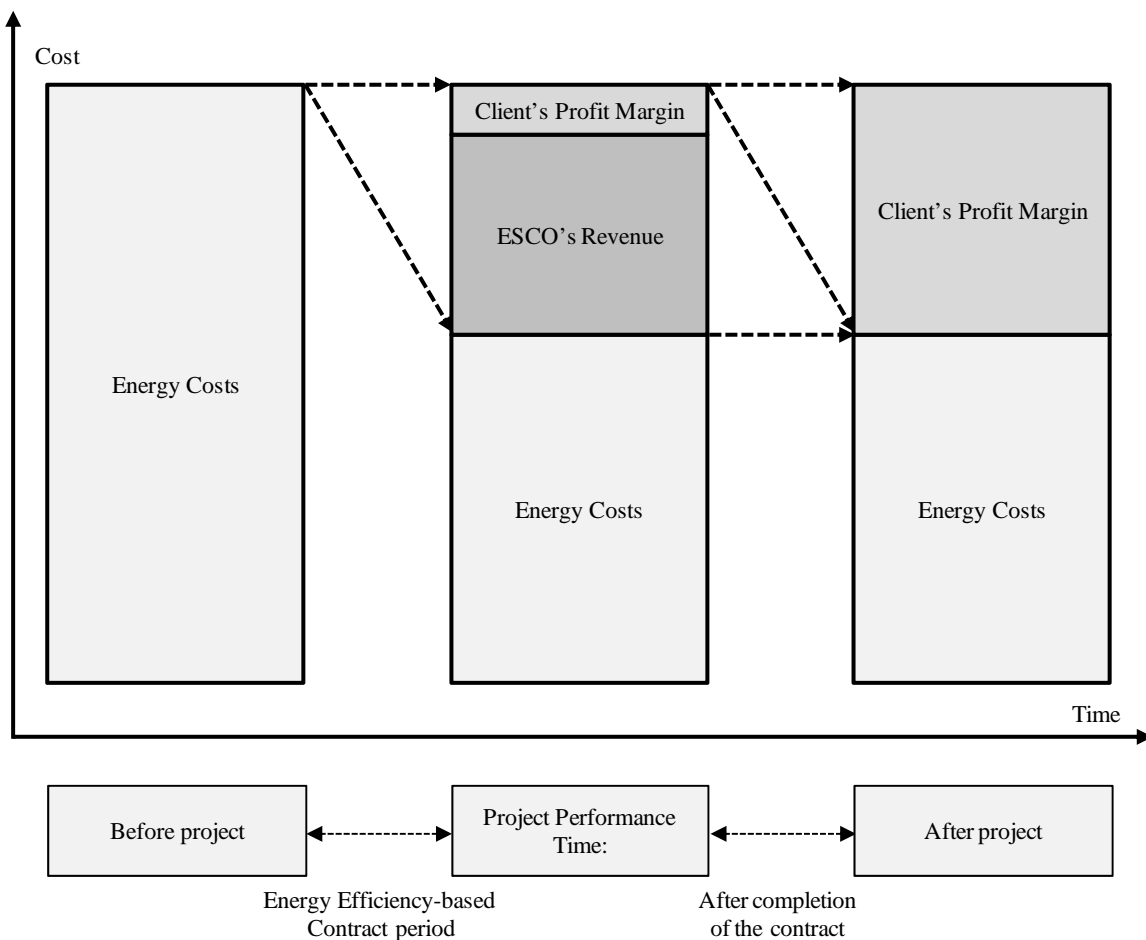 Cost
Client’s Profit Margin
ESCO’s Revenue
Client’s Profit Margin
Energy Costs
Energy Costs
Energy Costs
Time
Before project
Project Performance
Time:
After project
Energy Efficiency-based
Contract period
After completion
of the contract